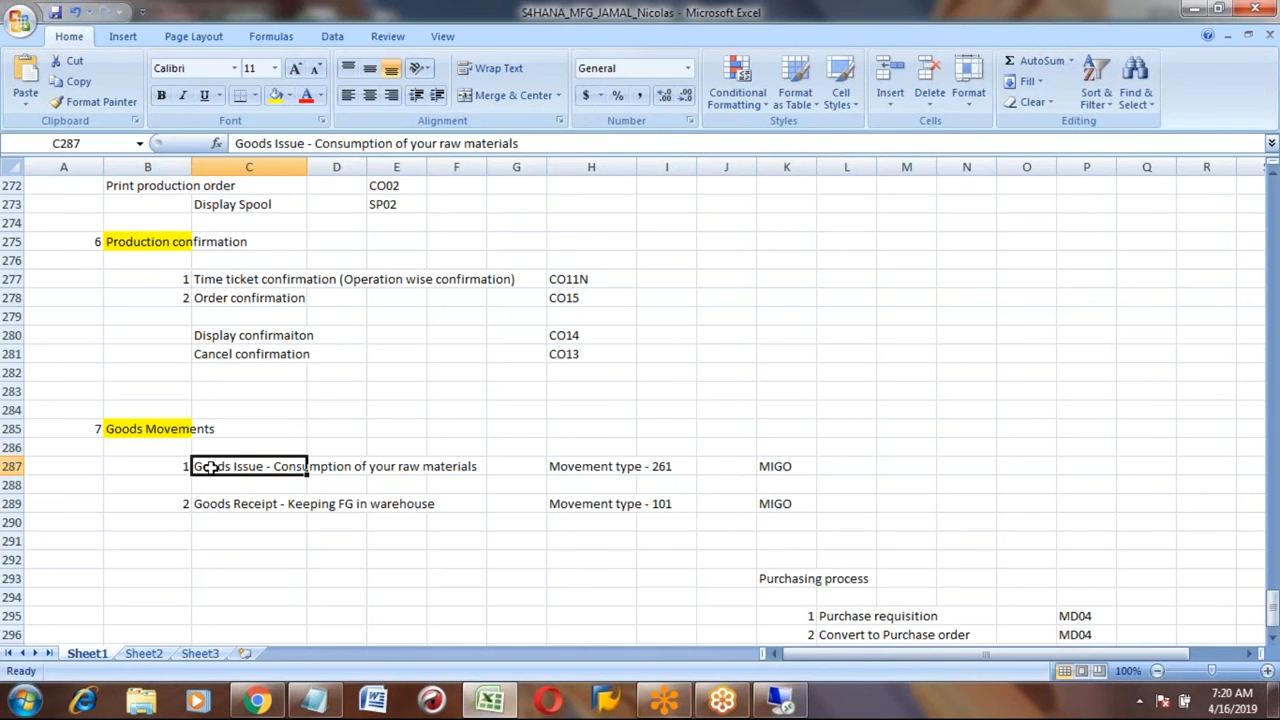 S4HANA_MFG_JAMAL_Nicolas - Microsoft Excel
Home Insert Page Layout Formulas Data Review View
Paste Cut Copy Format Painter
Calibri 11 B I U A A A
Wrap Text
Merge & Center
General
$ % ,
Conditional Formatting Format as Table Cell Styles
Insert Delete Format
Σ AutoSum Fill Clear
Sort & Filter Find & Select
Clipboard Font Alignment Number Styles Cells Editing
C287 fx Goods Issue - Consumption of your raw materials
A B C D E F G H I J K L M N O P Q R
272 Print production order CO02
273 Display Spool SP02
274
275 6 Production confirmation
276
277 1 Time ticket confirmation (Operation wise confirmation) CO11N
278 2 Order confirmation CO15
279
280 Display confirmaiton CO14
281 Cancel confirmation CO13
282
283
284
285 7 Goods Movements
286
287 1 Goods Issue - Consumption of your raw materials Movement type - 261 MIGO
288
289 2 Goods Receipt - Keeping FG in warehouse Movement type - 101 MIGO
290
291
292
293 Purchasing process
294
295 1 Purchase requisition MD04
296 2 Convert to Purchase order MD04
Sheet1 Sheet2 Sheet3
Ready 100%
7:20 AM
4/16/2019